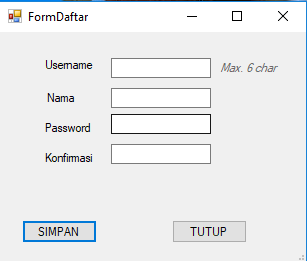 FormDaftar
Username Max. 6 char
Nama
Password
Konfirmasi
SIMPAN TUTUP